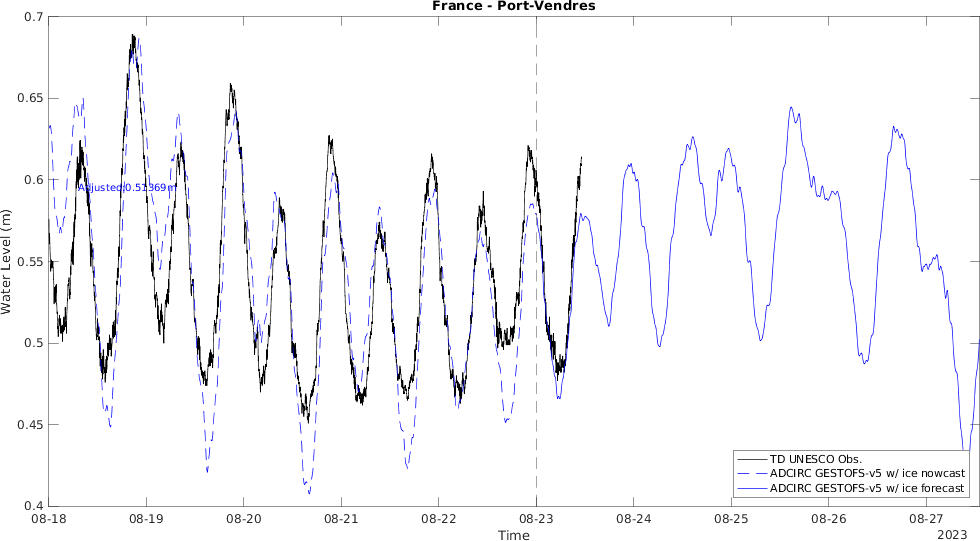 France - Port-Vendres
0.7
0.65
0.6
0.55
0.5
0.45
0.4
Water Level (m)
Adjusted:0.51369m
TD UNESCO Obs.
ADCIRC GESTOFS-v5 w/ ice nowcast
ADCIRC GESTOFS-v5 w/ ice forecast
08-18 08-19 08-20 08-21 08-22 08-23 08-24 08-25 08-26 08-27
Time
2023